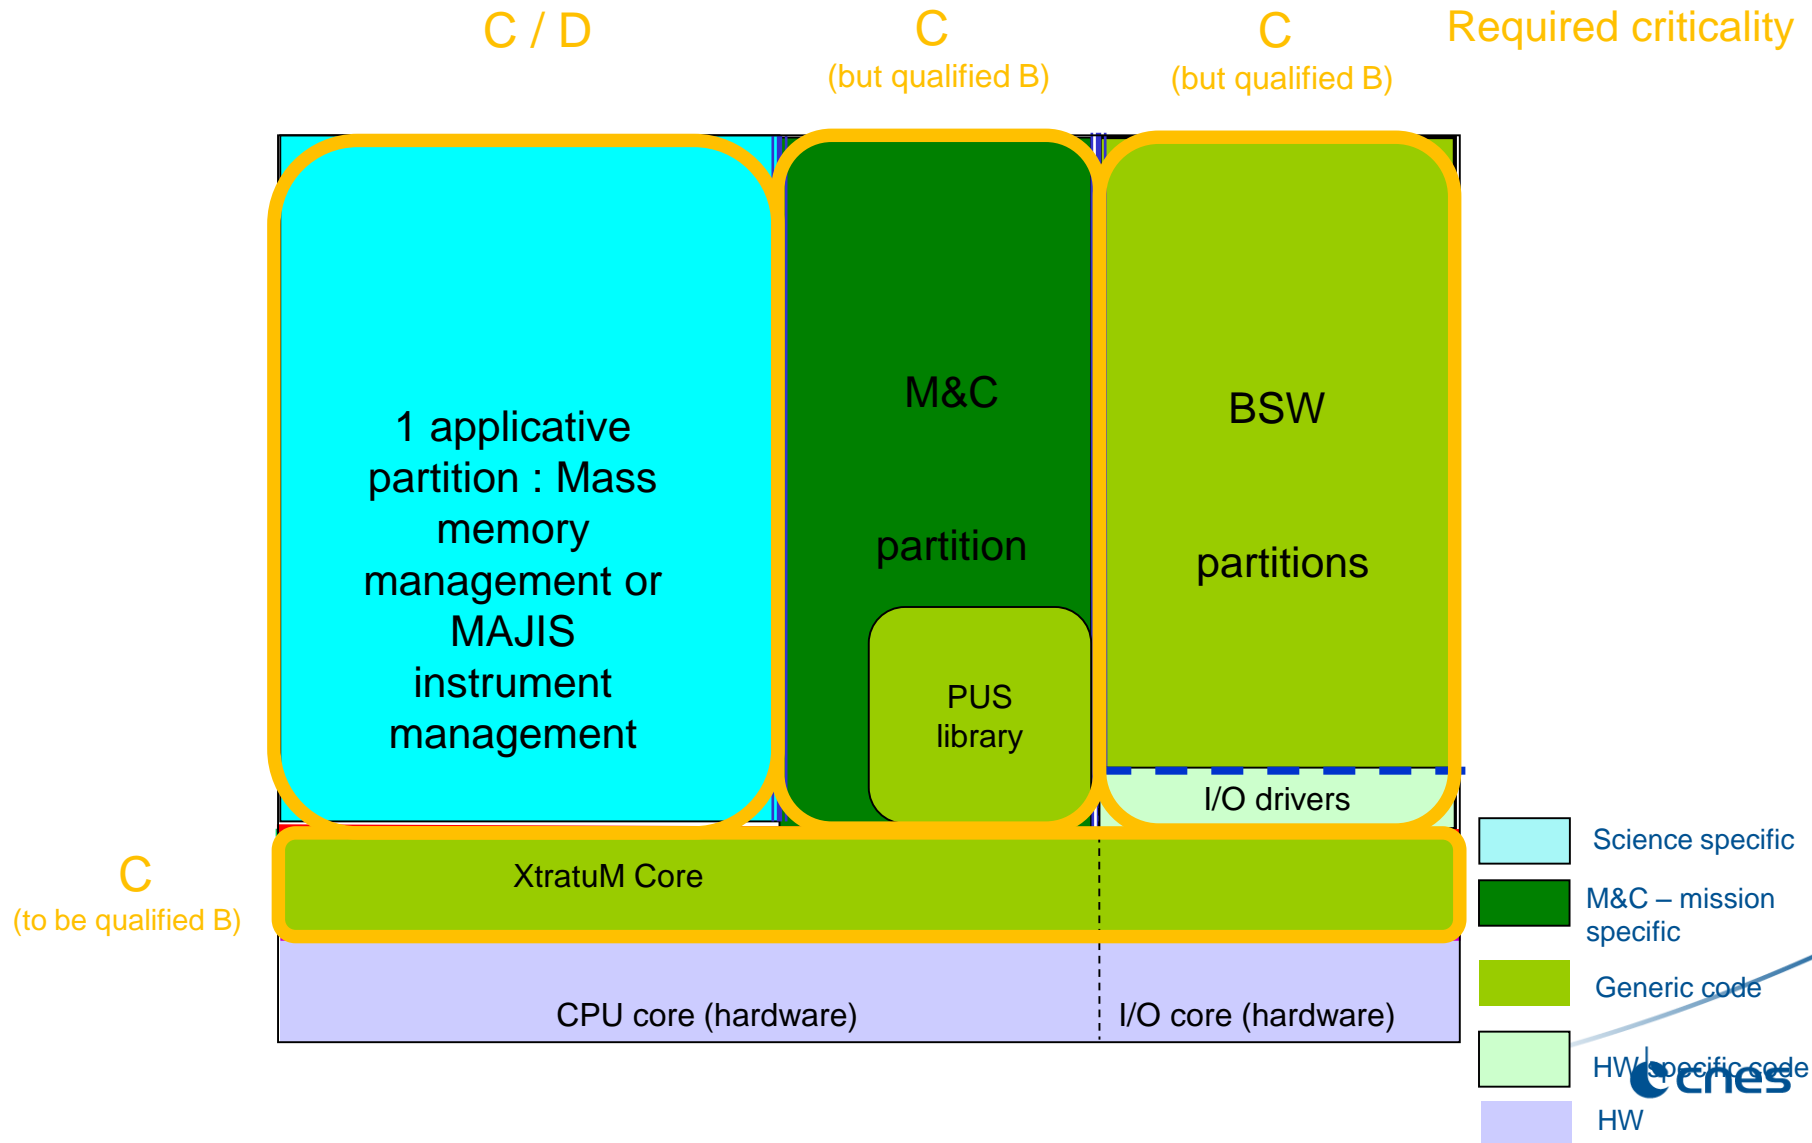 C / D
C
(but qualified B)
C
(but qualified B)
Required criticality
1 applicative
partition : Mass
memory
management or
MAJIS
instrument
management
M&C
partition
PUS
library
BSW
partitions
I/O drivers
C
(to be qualified B)
XtratuM Core
CPU core (hardware)
I/O core (hardware)
Science specific
M&C – mission
specific
Generic code
HW specific code
HW
cnes